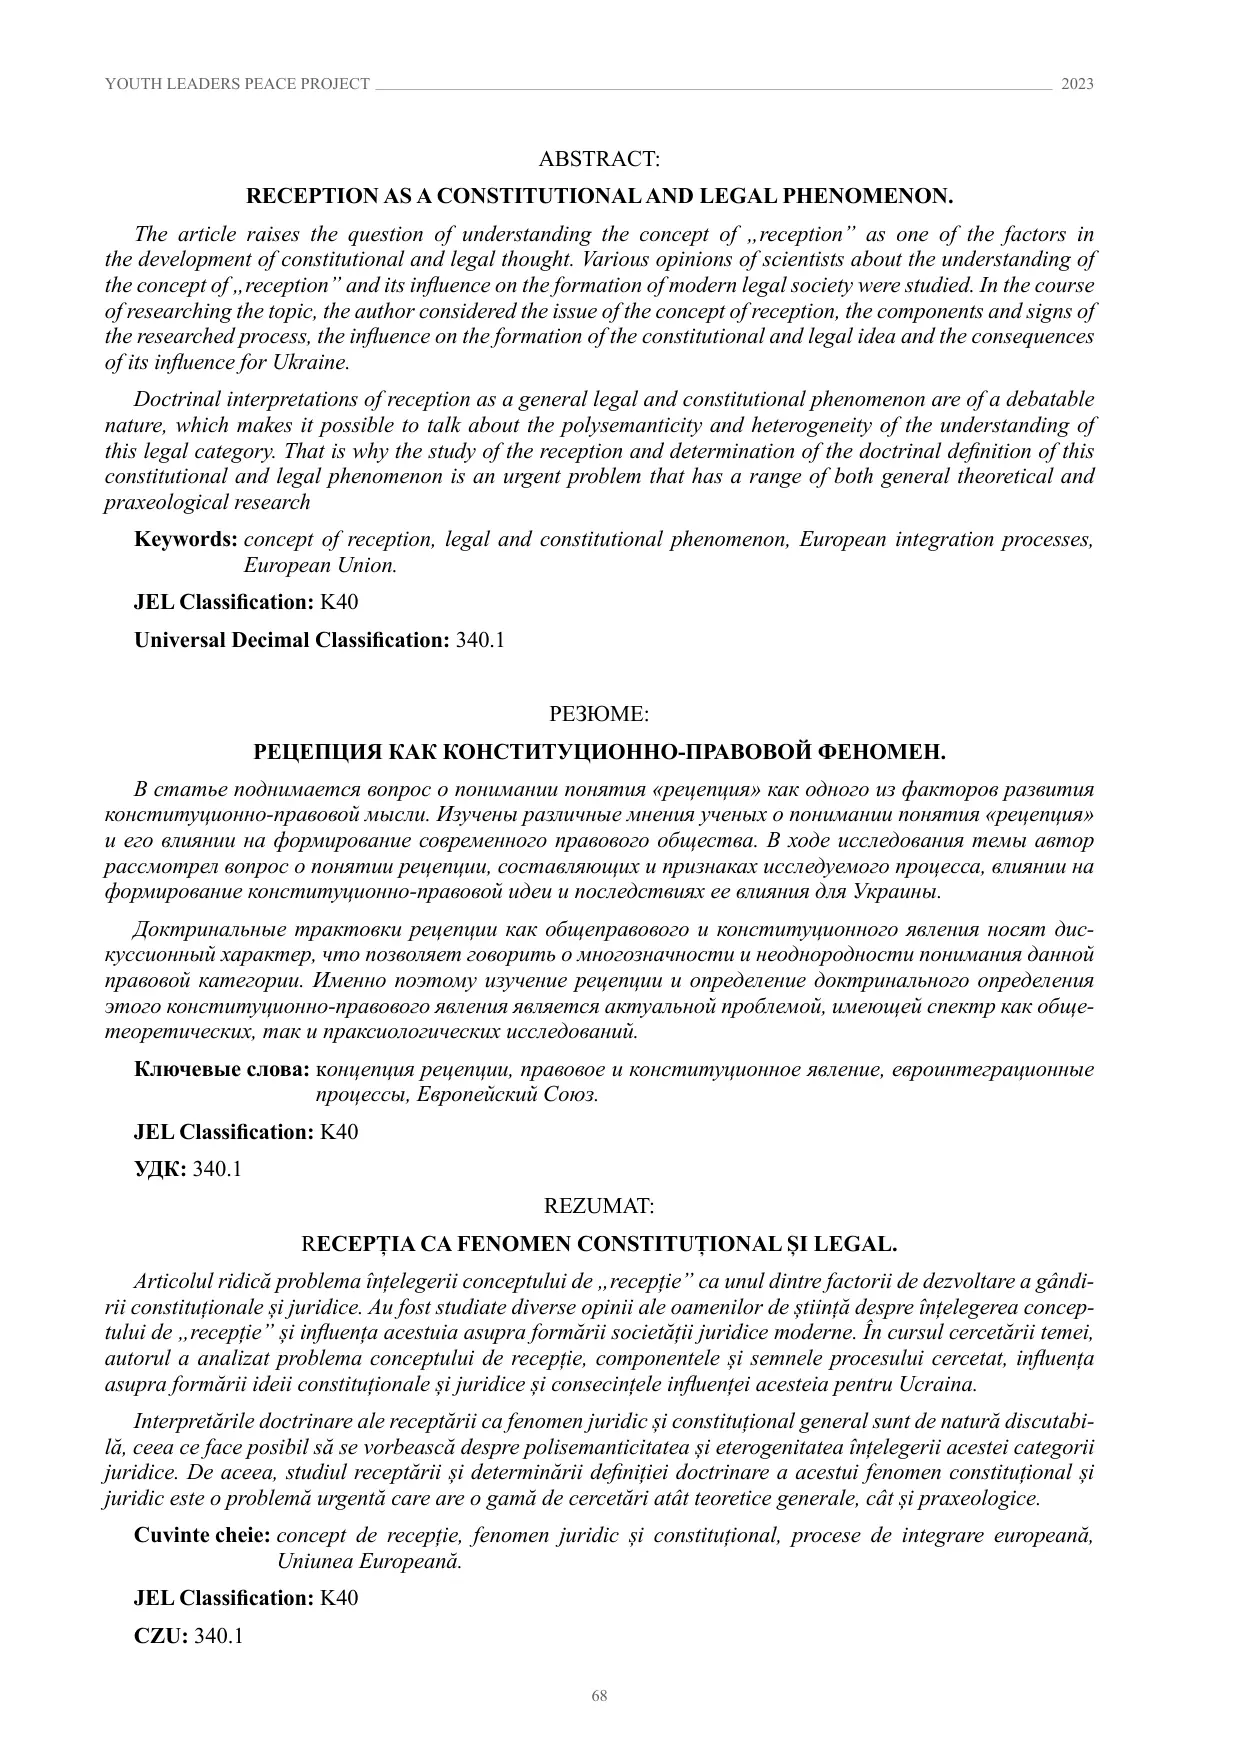 YOUTH LEADERS PEACE PROJECT 2023
ABSTRACT:
RECEPTION AS A CONSTITUTIONAL AND LEGAL PHENOMENON.
The article raises the question of understanding the concept of „reception” as one of the factors in
the development of constitutional and legal thought. Various opinions of scientists about the understanding of
the concept of „reception” and its influence on the formation of modern legal society were studied. In the course
of researching the topic, the author considered the issue of the concept of reception, the components and signs of
the researched process, the influence on the formation of the constitutional and legal idea and the consequences
of its influence for Ukraine.
Doctrinal interpretations of reception as a general legal and constitutional phenomenon are of a debatable
nature, which makes it possible to talk about the polysemanticity and heterogeneity of the understanding of
this legal category. That is why the study of the reception and determination of the doctrinal definition of this
constitutional and legal phenomenon is an urgent problem that has a range of both general theoretical and
praxeological research
Keywords: concept of reception, legal and constitutional phenomenon, European integration processes,
European Union.
JEL Classification: K40
Universal Decimal Classification: 340.1
РЕЗЮМЕ:
РЕЦЕПЦИЯ КАК КОНСТИТУЦИОННО-ПРАВОВОЙ ФЕНОМЕН.
В статье поднимается вопрос о понимании понятия «рецепция» как одного из факторов развития
конституционно-правовой мысли. Изучены различные мнения ученых о понимании понятия «рецепция»
и его влиянии на формирование современного правового общества. В ходе исследования темы автор
рассмотрел вопрос о понятии рецепции, составляющих и признаках исследуемого процесса, влиянии на
формирование конституционно-правовой идеи и последствиях ее влияния для Украины.
Доктринальные трактовки рецепции как общеправового и конституционного явления носят дис-
куссионный характер, что позволяет говорить о многозначности и неоднородности понимания данной
правовой категории. Именно поэтому изучение рецепции и определение доктринального определения
этого конституционно-правового явления является актуальной проблемой, имеющей спектр как обще-
теоретических, так и праксиологических исследований.
Ключевые слова: концепция рецепции, правовое и конституционное явление, евроинтеграционные
процессы, Европейский Союз.
JEL Classification: K40
УДК: 340.1
REZUMAT:
RECEPȚIA CA FENOMEN CONSTITUȚIONAL ȘI LEGAL.
Articolul ridică problema înțelegerii conceptului de „recepție” ca unul dintre factorii de dezvoltare a gândi-
rii constituționale și juridice. Au fost studiate diverse opinii ale oamenilor de știință despre înțelegerea concep-
tului de „recepție” și influența acestuia asupra formării societății juridice moderne. În cursul cercetării temei,
autorul a analizat problema conceptului de recepție, componentele și semnele procesului cercetat, influența
asupra formării ideii constituționale și juridice și consecințele influenței acesteia pentru Ucraina.
Interpretările doctrinare ale receptării ca fenomen juridic și constituțional general sunt de natură discutabi-
lă, ceea ce face posibil să se vorbească despre polisemanticitatea și eterogenitatea înțelegerii acestei categorii
juridice. De aceea, studiul receptării și determinării definiției doctrinare a acestui fenomen constituțional și
juridic este o problemă urgentă care are o gamă de cercetări atât teoretice generale, cât și praxeologice.
Cuvinte cheie: concept de recepție, fenomen juridic și constituțional, procese de integrare europeană,
Uniunea Europeană.
JEL Classification: K40
CZU: 340.1
68